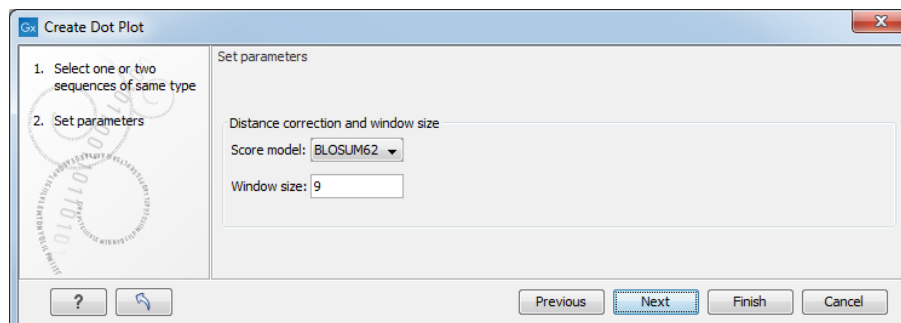 Gx Create Dot Plot
X
Set parameters
1. Select one or two
sequences of same type
2. Set parameters
Distance correction and window size
Score model: BLOSUM62
Window size: 9
? Previous Next Finish Cancel